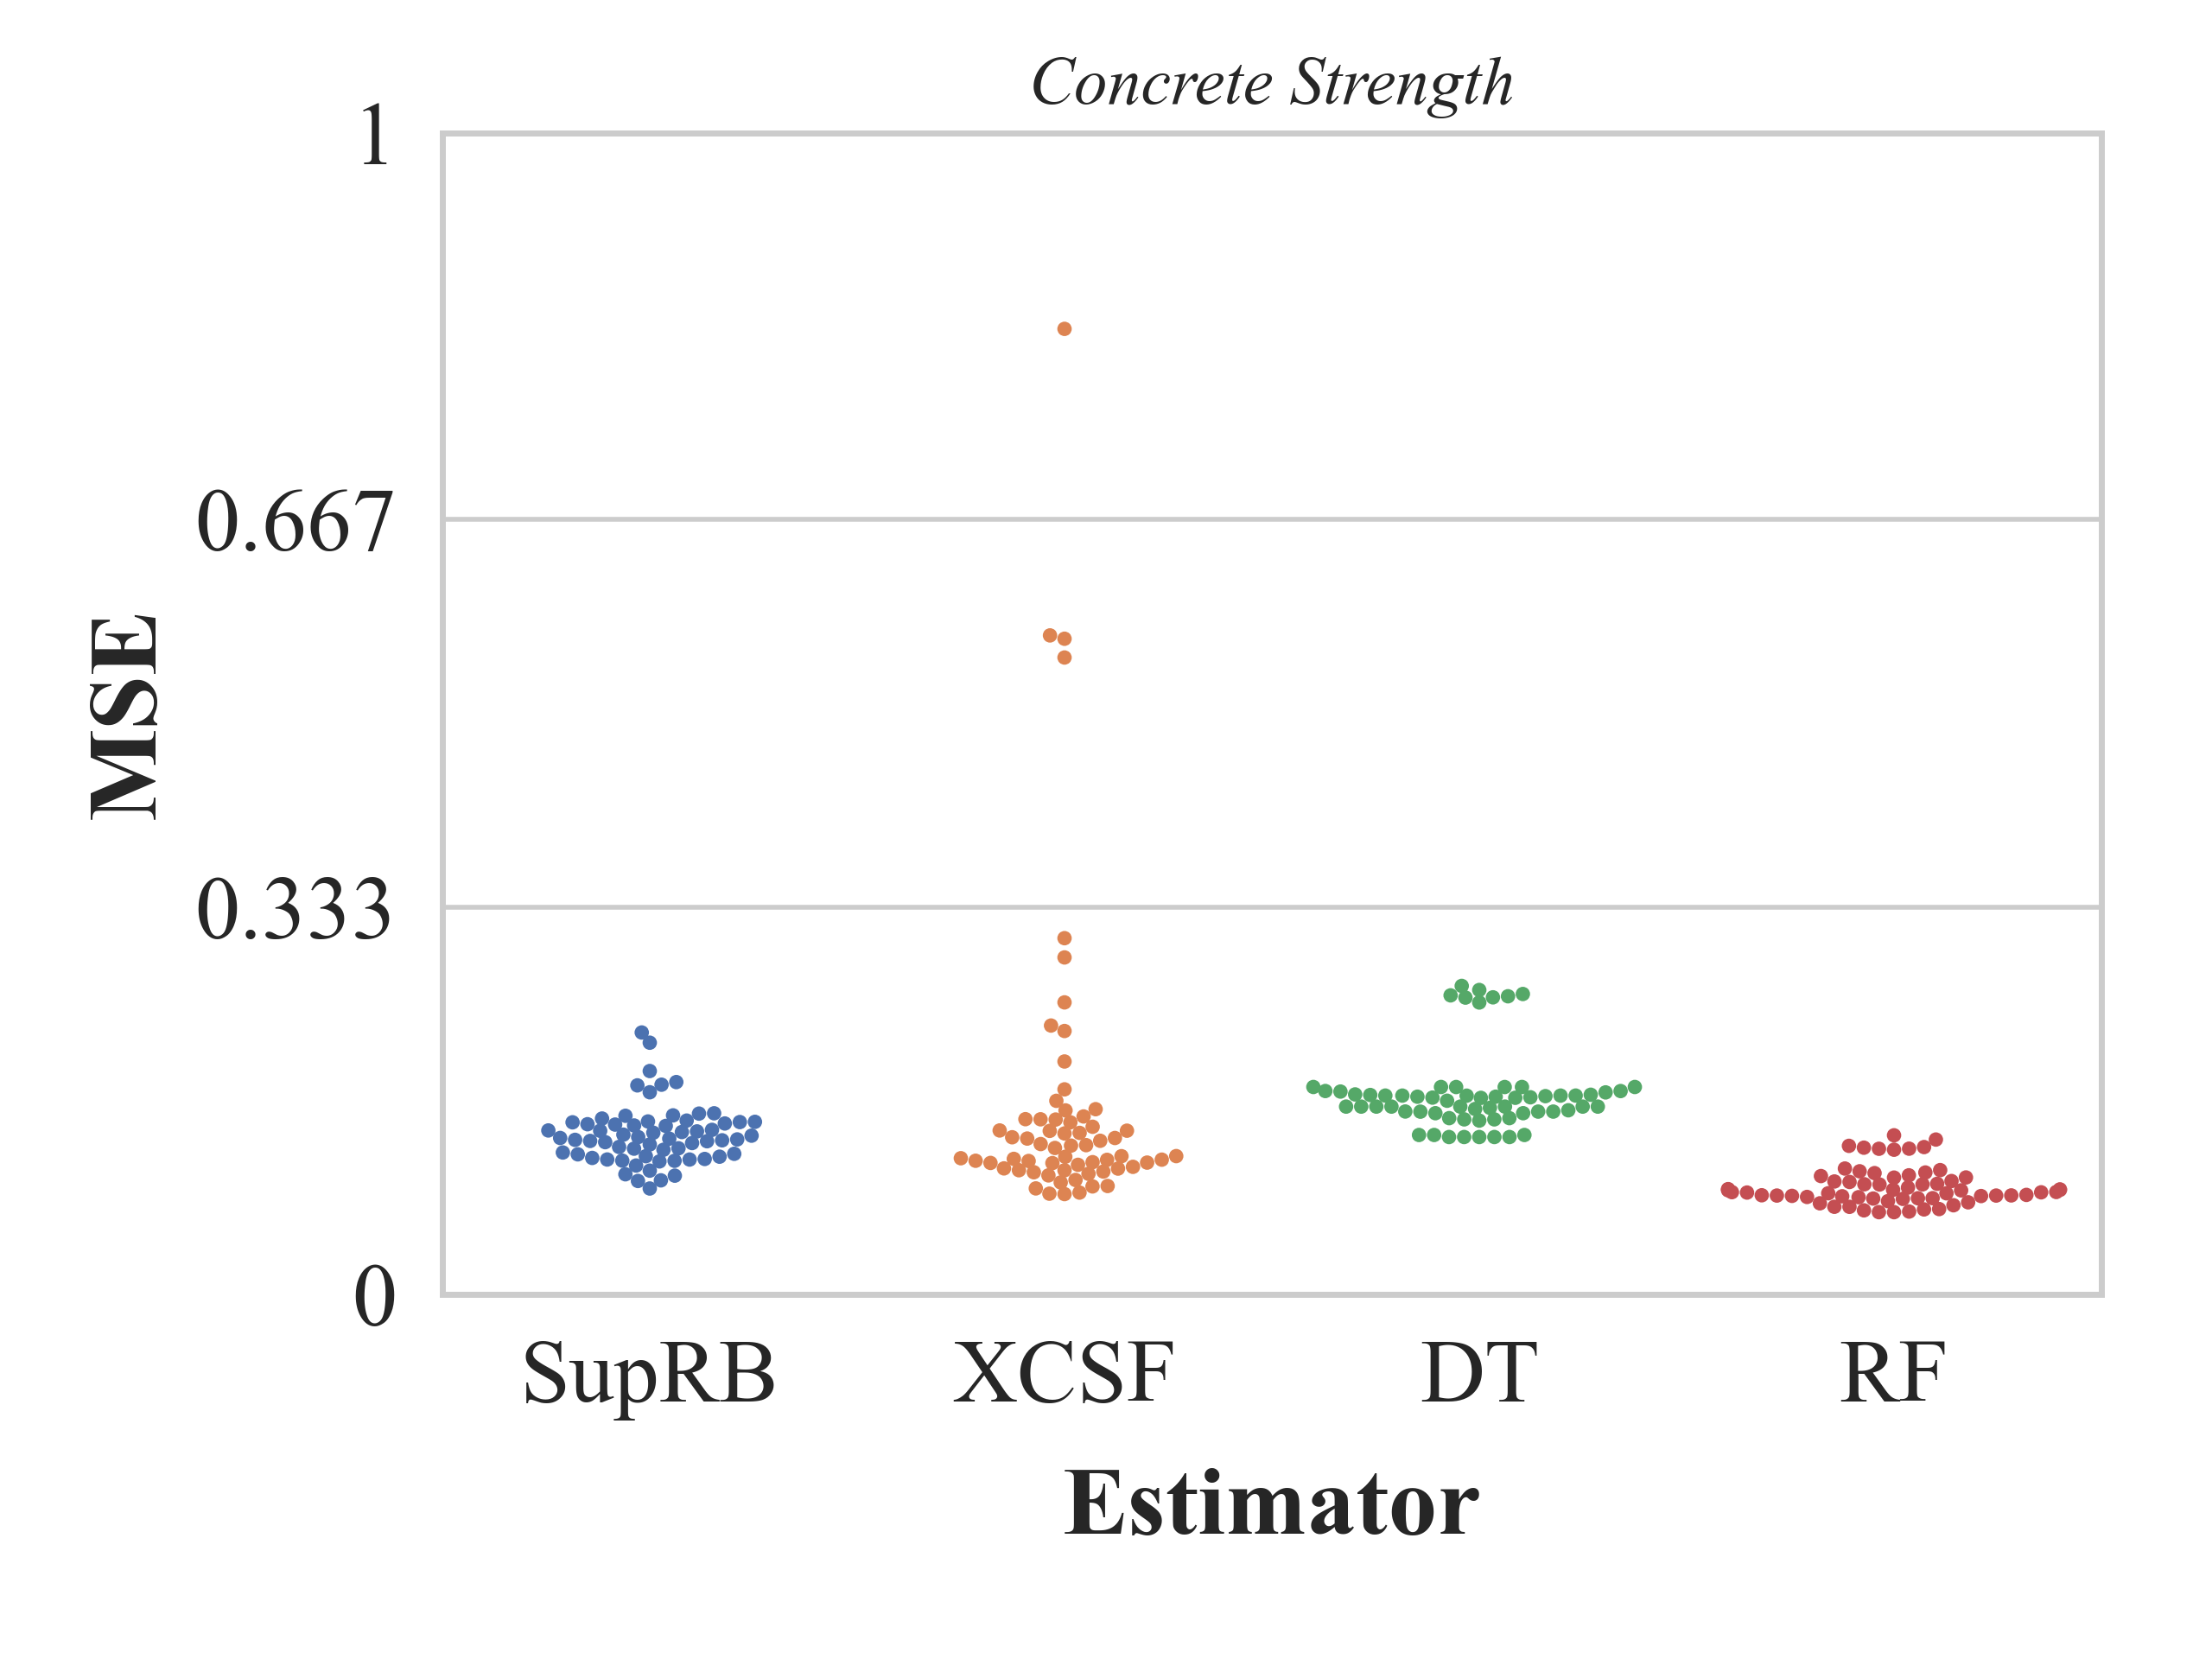 Concrete Strength
1
0.667
0.333
0
MSE
SupRB XCSF DT RF
Estimator